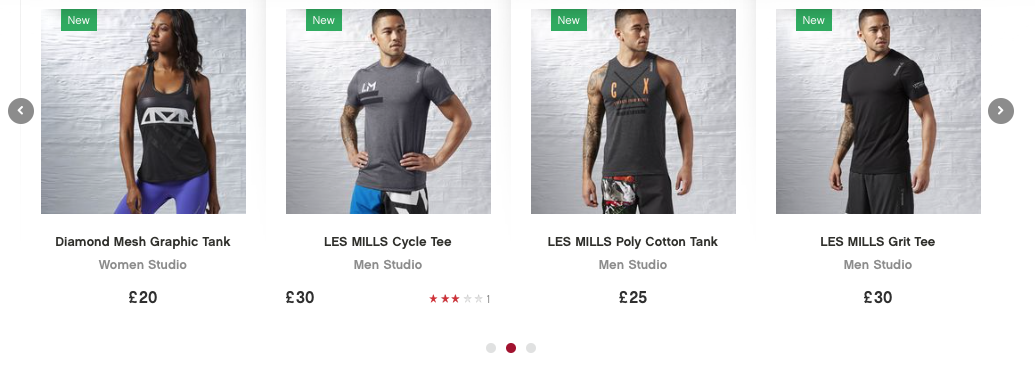 New
New
New
New
LM
C X
Diamond Mesh Graphic Tank
LES MILLS Cycle Tee
LES MILLS Poly Cotton Tank
LES MILLS Grit Tee
Women Studio
Men Studio
Men Studio
Men Studio
£20
£30
1
£25
£30